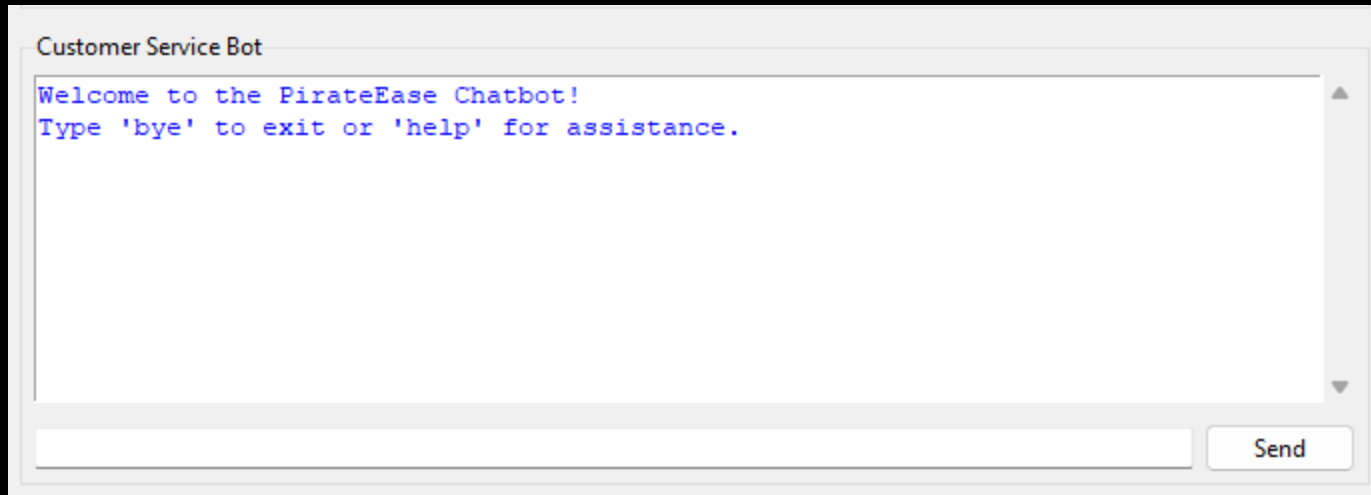 Customer Service Bot
Welcome to the PirateEase Chatbot!
Type 'bye' to exit or 'help' for assistance.
Send